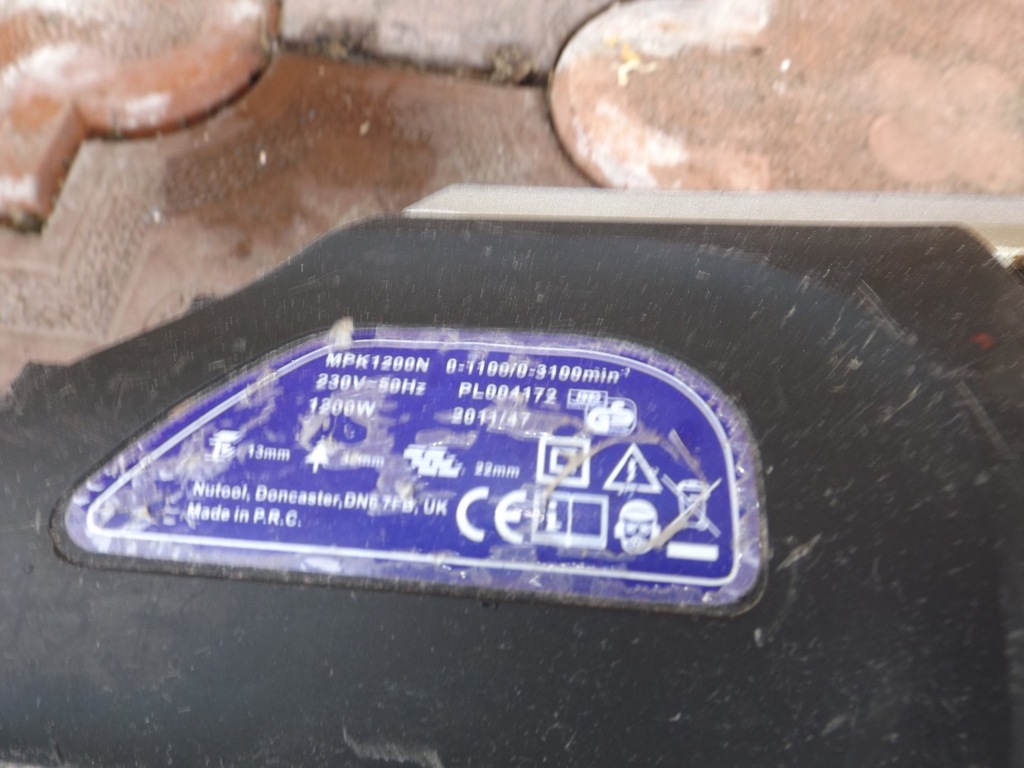 MPK1200N 0-1100/0-3100min⁻¹
230V~50Hz PL004172
1200W 2011/47
13mm 22mm
Nutool, Doncaster, UK
Made in P.R.C.
CE